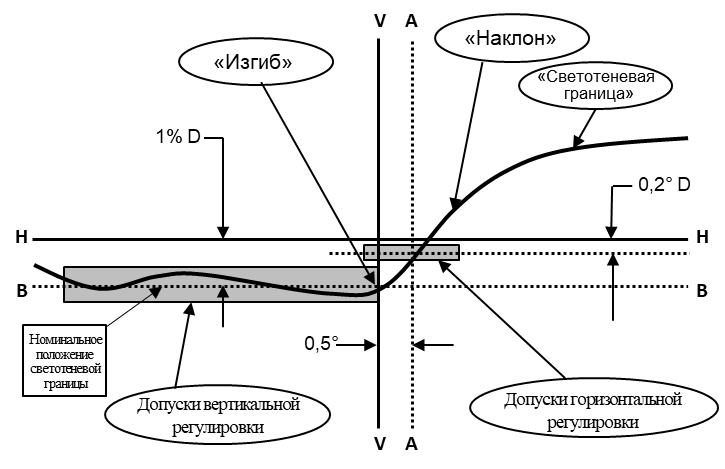 V
A
«Наклон»
«Изгиб»
«Светотеневая
граница»
1% D
0,2° D
H
H
B
B
Номинальное
положение
светотеневой
границы
0,5°
Допуски вертикальной
регулировки
Допуски горизонтальной
регулировки
V
A